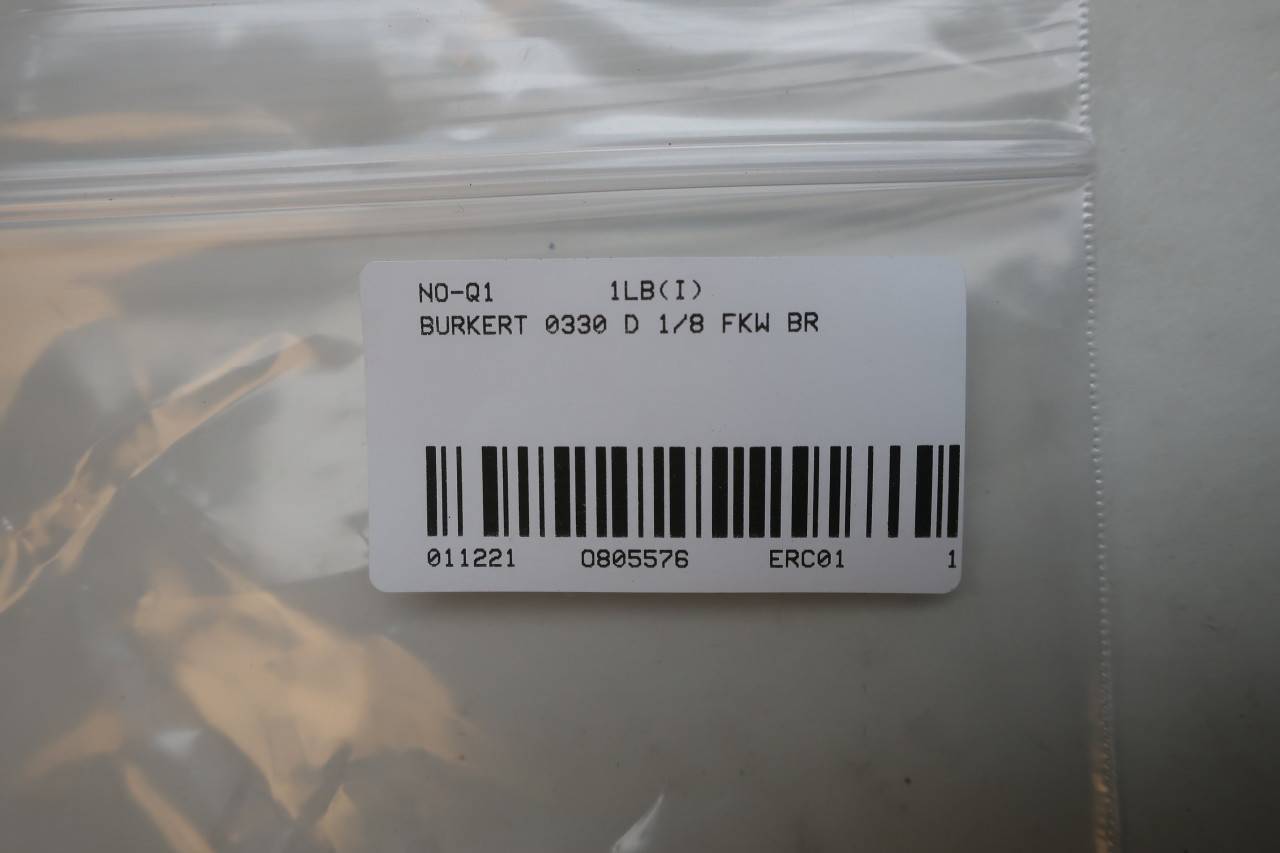 NO-Q1 1LB(I)
BURKERT 0330 D 1/8 FKW BR
011221 0805576 ERC01 1